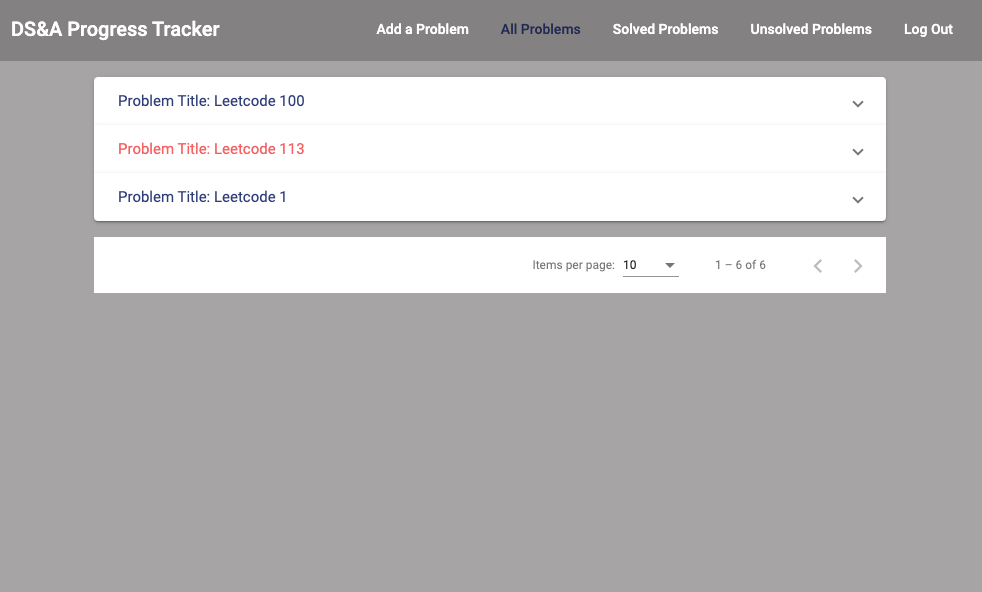 DS&A Progress Tracker
Add a Problem
All Problems
Solved Problems
Unsolved Problems
Log Out
Problem Title: Leetcode 100
Problem Title: Leetcode 113
Problem Title: Leetcode 1
Items per page: 10
1 – 6 of 6